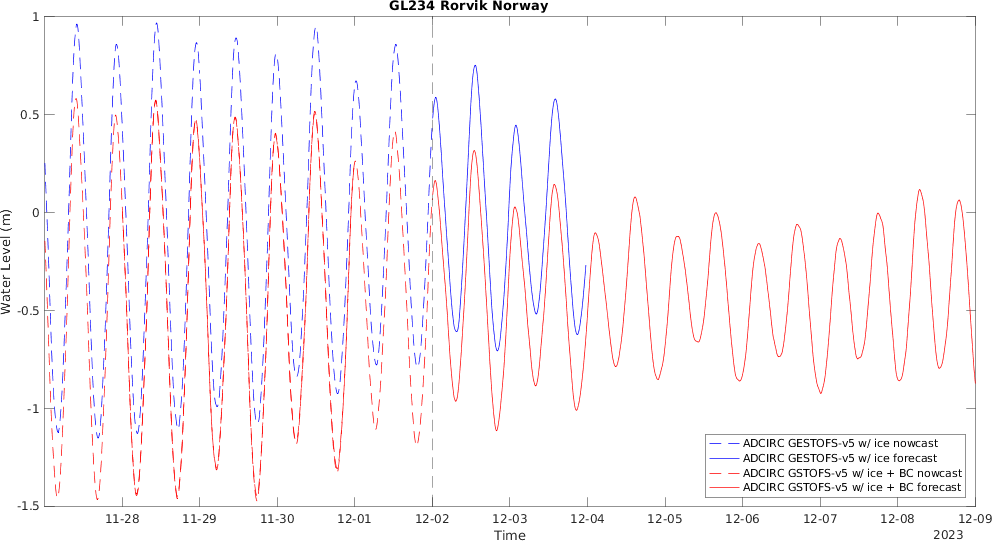 GL234 Rorvik Norway
1
0.5
0
-0.5
-1
-1.5
Water Level (m)
11-28 11-29 11-30 12-01 12-02 12-03 12-04 12-05 12-06 12-07 12-08 12-09
Time
2023
ADCIRC GESTOFS-v5 w/ ice nowcast
ADCIRC GESTOFS-v5 w/ ice forecast
ADCIRC GSTOFS-v5 w/ ice + BC nowcast
ADCIRC GSTOFS-v5 w/ ice + BC forecast